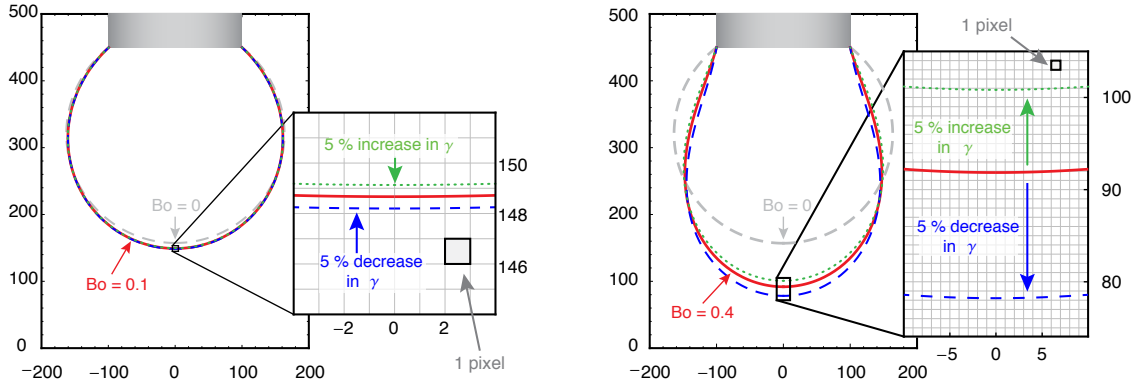 500
400
300
200
100
0
−200
−100
0
100
200
Bo = 0
Bo = 0.1
5 % increase in γ
5 % decrease
in γ
150
148
146
−2
0
2
1 pixel
500
400
300
200
100
0
−200
−100
0
100
200
Bo = 0
Bo = 0.4
1 pixel
5 % increase
in γ
5 % decrease
in γ
100
90
80
−5
0
5